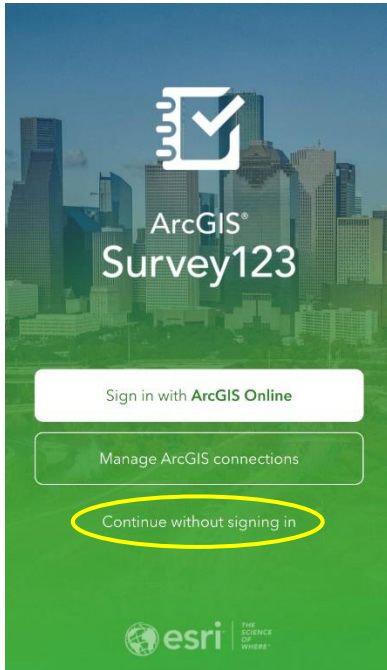 ArcGIS®
Survey123
Sign in with ArcGIS Online
Manage ArcGIS connections
Continue without signing in
esri
THE
SCIENCE
OF
WHERE®